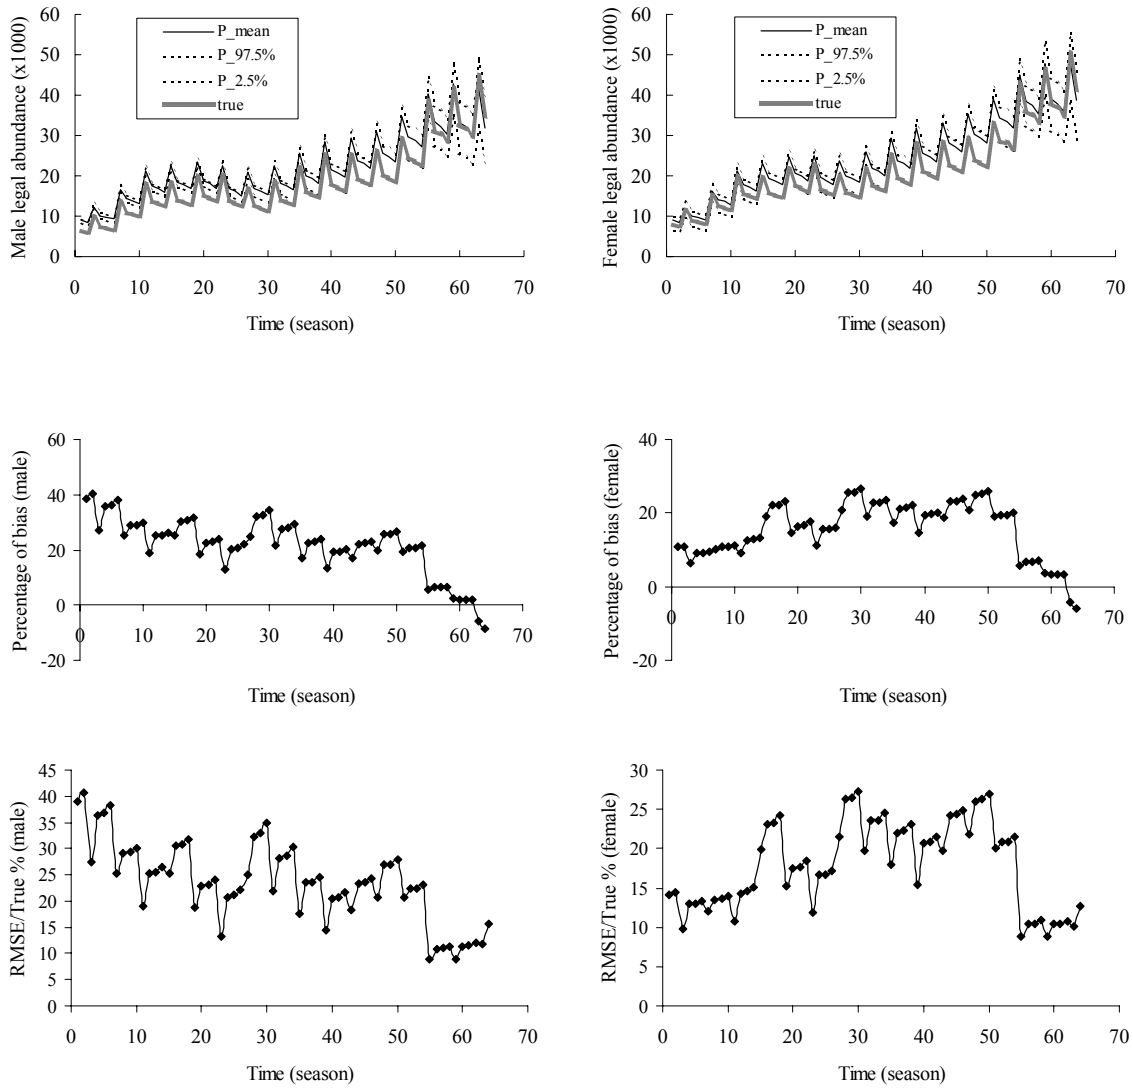 Male legal abundance (x1000)
60
50
40
30
20
10
0
P_mean
P_97.5%
P_2.5%
true
0 10 20 30 40 50 60 70
Time (season)
Female legal abundance (x1000)
60
50
40
30
20
10
0
P_mean
P_97.5%
P_2.5%
true
0 10 20 30 40 50 60 70
Time (season)
Percentage of bias (male)
60
40
20
0
-20
0 10 20 30 40 50 60 70
Time (season)
Percentage of bias (female)
40
20
0
-20
0 10 20 30 40 50 60 70
Time (season)
RMSE/True % (male)
45
40
35
30
25
20
15
10
5
0
0 10 20 30 40 50 60 70
Time (season)
RMSE/True % (female)
30
25
20
15
10
5
0
0 10 20 30 40 50 60 70
Time (season)